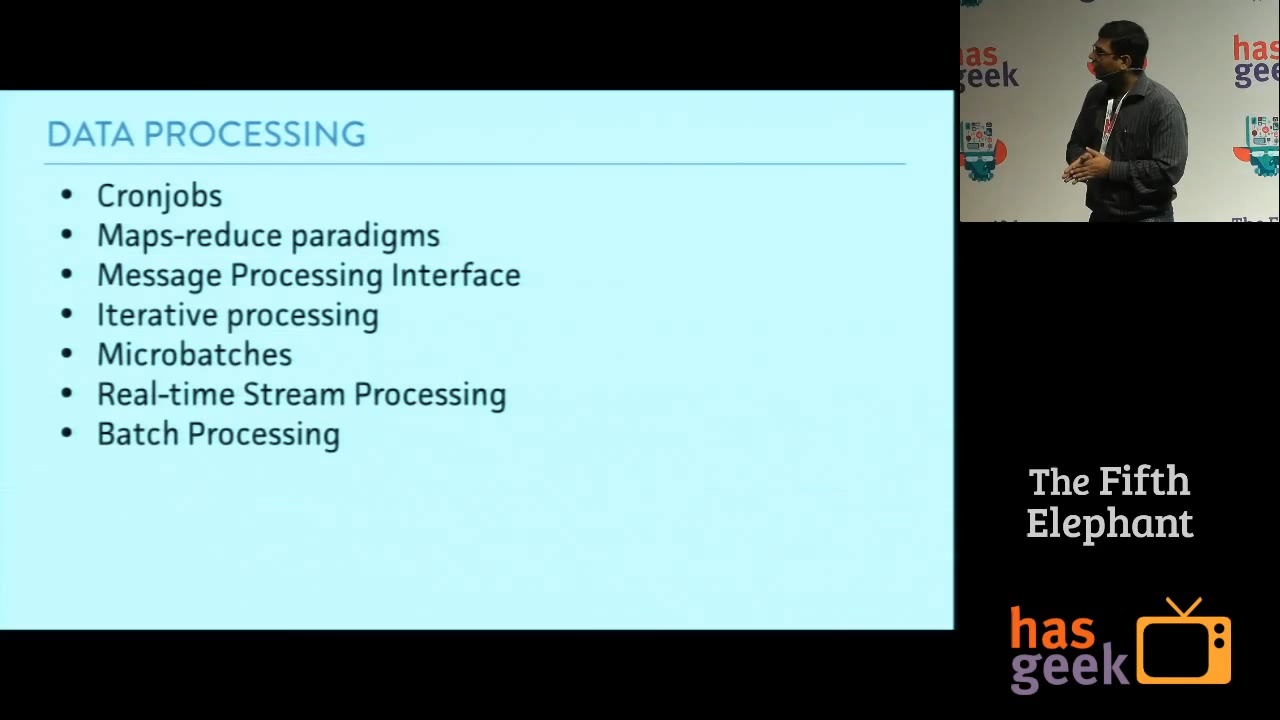 DATA PROCESSING
• Cronjobs
• Maps-reduce paradigms
• Message Processing Interface
• Iterative processing
• Microbatches
• Real-time Stream Processing
• Batch Processing
has
geek
has
geek
The Fifth
Elephant
has
geek